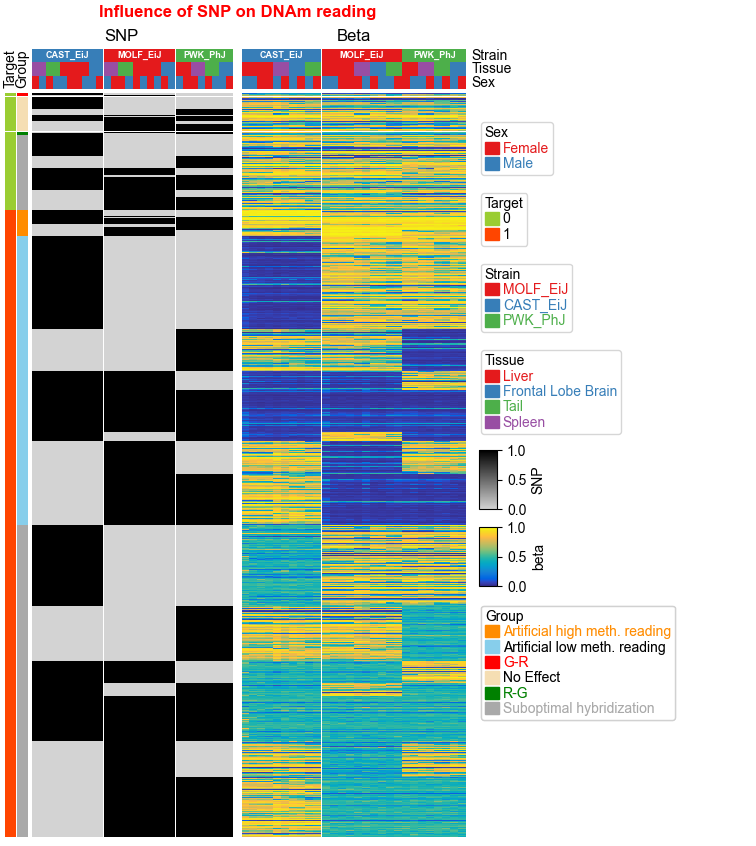 Influence of SNP on DNAm reading
SNP
Beta
Target
Group
CAST_EiJ
MOLF_EiJ
PWK_PhJ
CAST_EiJ
MOLF_EiJ
PWK_PhJ
Strain
Tissue
Sex
Sex
Female
Male
Target
0
1
Strain
MOLF_EiJ
CAST_EiJ
PWK_PhJ
Tissue
Liver
Frontal Lobe Brain
Tail
Spleen
1.0
0.5
0.0
SNP
1.0
0.5
0.0
beta
Group
Artificial high meth. reading
Artificial low meth. reading
G-R
No Effect
R-G
Suboptimal hybridization